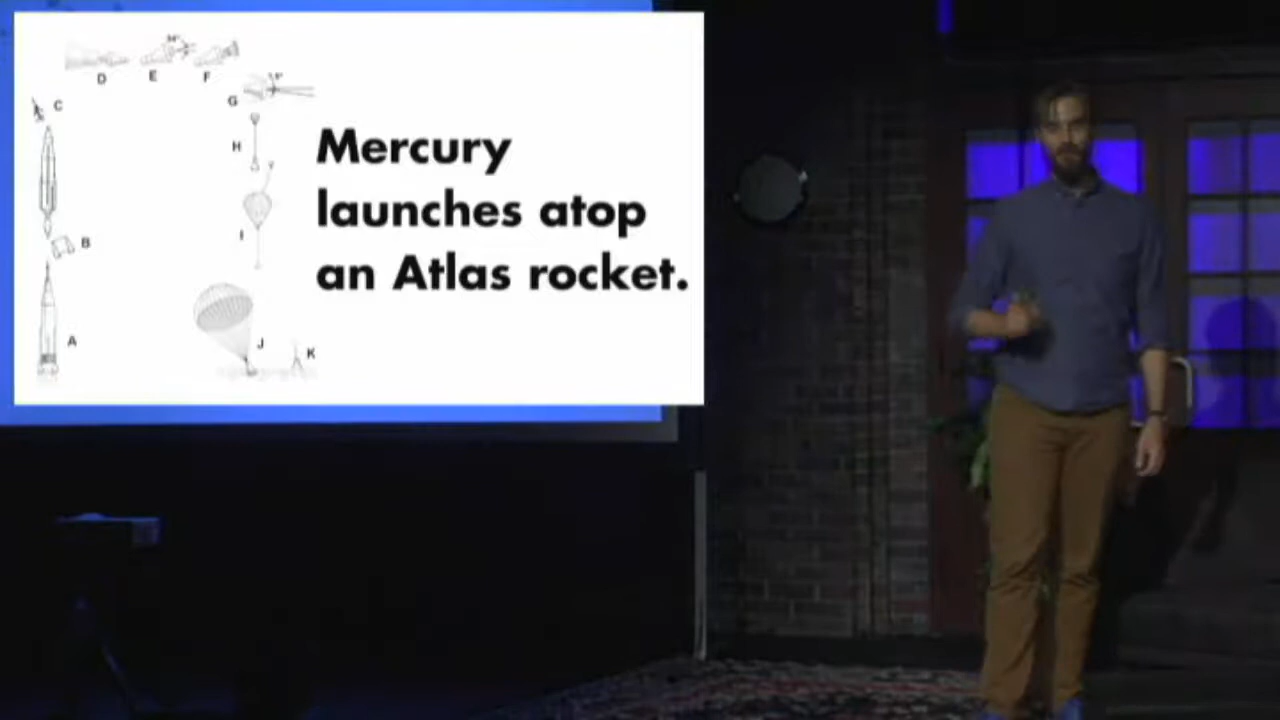 Mercury
launches atop
an Atlas rocket.
D
E
F
C
G
H
B
I
A
J
K